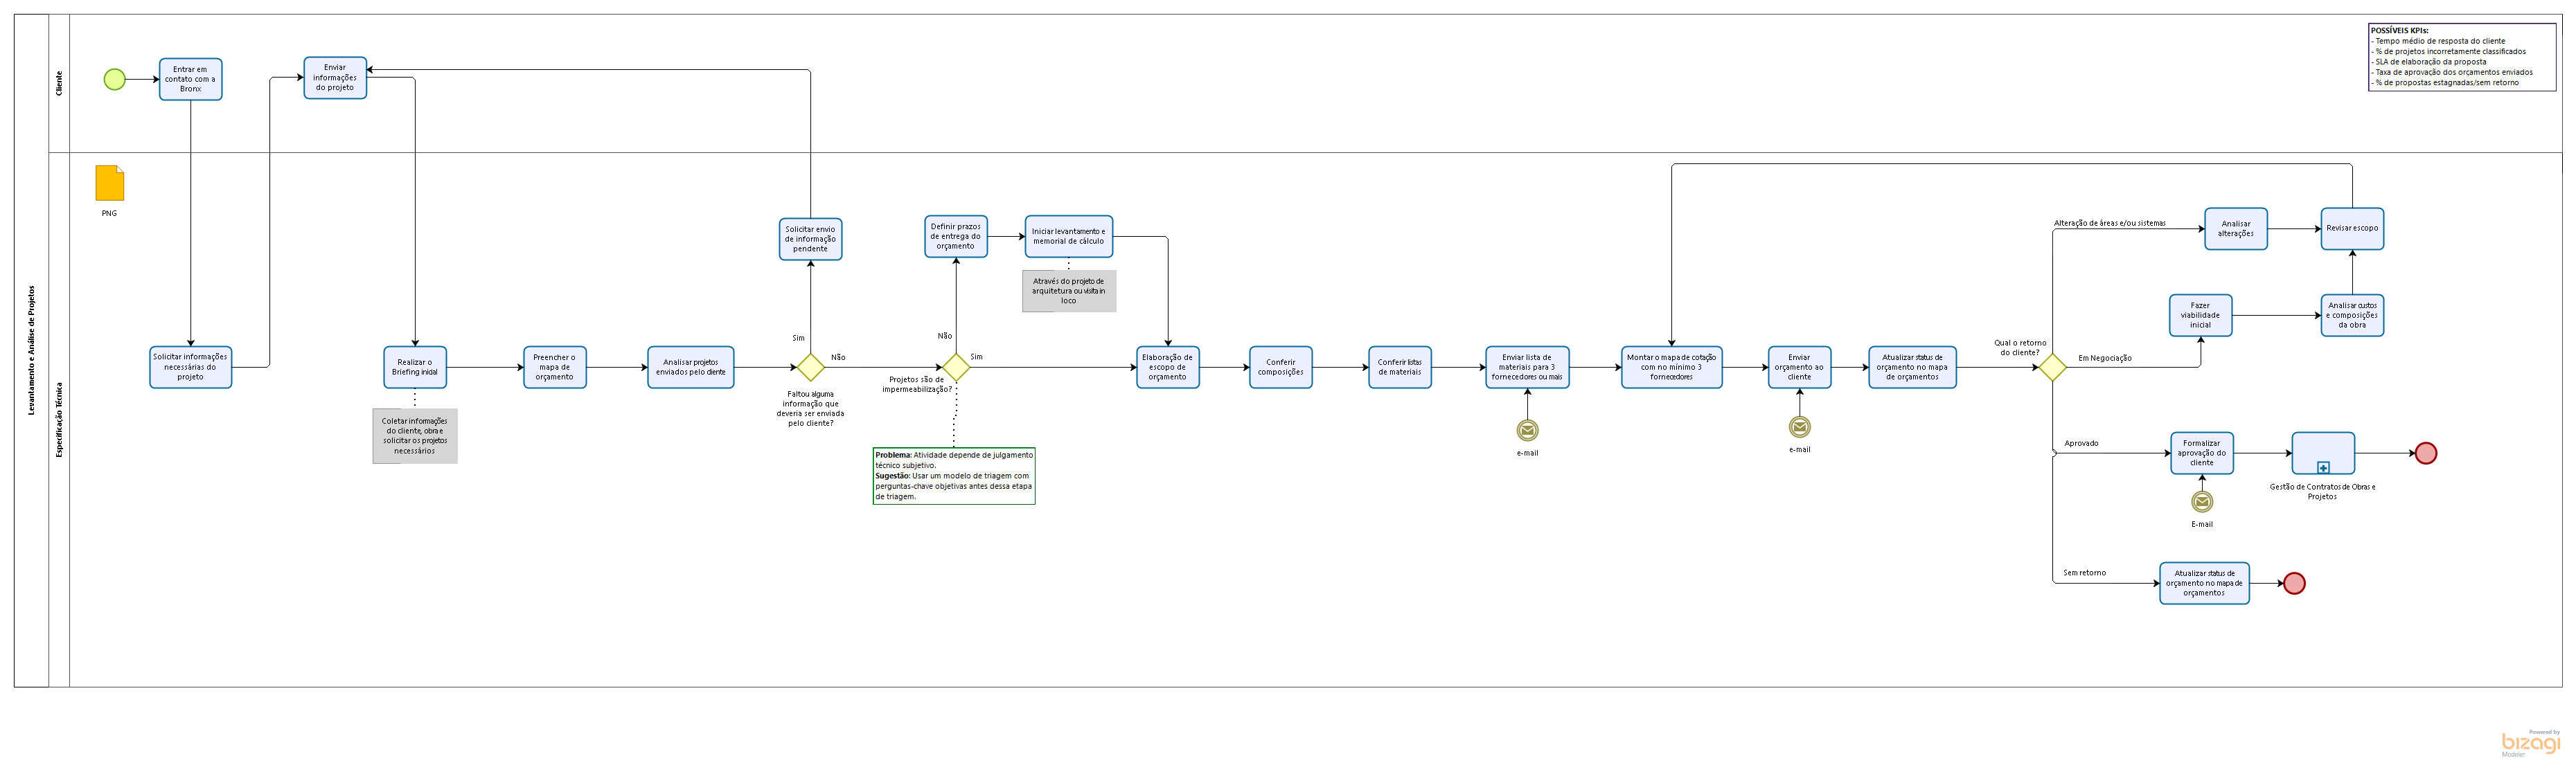 Levantamento e Análise de Projetos
Cliente
Entrar em
contato com a
Bronx
Enviar
informações
do projeto
POSSÍVEIS KPIs:
- Tempo médio de resposta do cliente
- % de projetos incorretamente classificados
- SLA de elaboração da proposta
- Taxa de aprovação dos orçamentos enviados
- % de propostas estagnadas/sem retorno
Especificação Técnica
PNG
Solicitar informações
necessárias do
projeto
Realizar o
Briefing inicial
Coletar informações
do cliente, obra e
solicitar os projetos
necessários
Preencher o
mapa de
orçamento
Analisar projetos
enviados pelo cliente
Faltou alguma
informação que
deveria ser enviada
pelo cliente?
Sim
Não
Solicitar envio
de informação
pendente
Projetos são de
impermeabilização?
Não
Sim
Problema: Atividade depende de julgamento
técnico subjetivo.
Sugestão: Usar um modelo de triagem com
perguntas-chave objetivas antes dessa etapa
de triagem.
Definir prazos
de entrega do
orçamento
Iniciar levantamento e
memorial de cálculo
Através do projeto de
arquitetura ou visita in
loco
Elaboração de
escopo de
orçamento
Conferir
composições
Conferir listas
de materiais
Enviar lista de
materiais para 3
fornecedores ou mais
e-mail
Montar o mapa de cotação
com no mínimo 3
fornecedores
Enviar
orçamento ao
cliente
e-mail
Atualizar status de
orçamento no mapa
de orçamentos
Qual o retorno
do cliente?
Alteração de áreas e/ou sistemas
Analisar
alterações
Revisar escopo
Em Negociação
Fazer
viabilidade
inicial
Analisar custos
e composições
da obra
Aprovado
Formalizar
aprovação do
cliente
E-mail
Gestão de Contratos de Obras e
Projetos
Sem retorno
Atualizar status de
orçamento no mapa de
orçamentos
Powered by
bizagi
Modeler